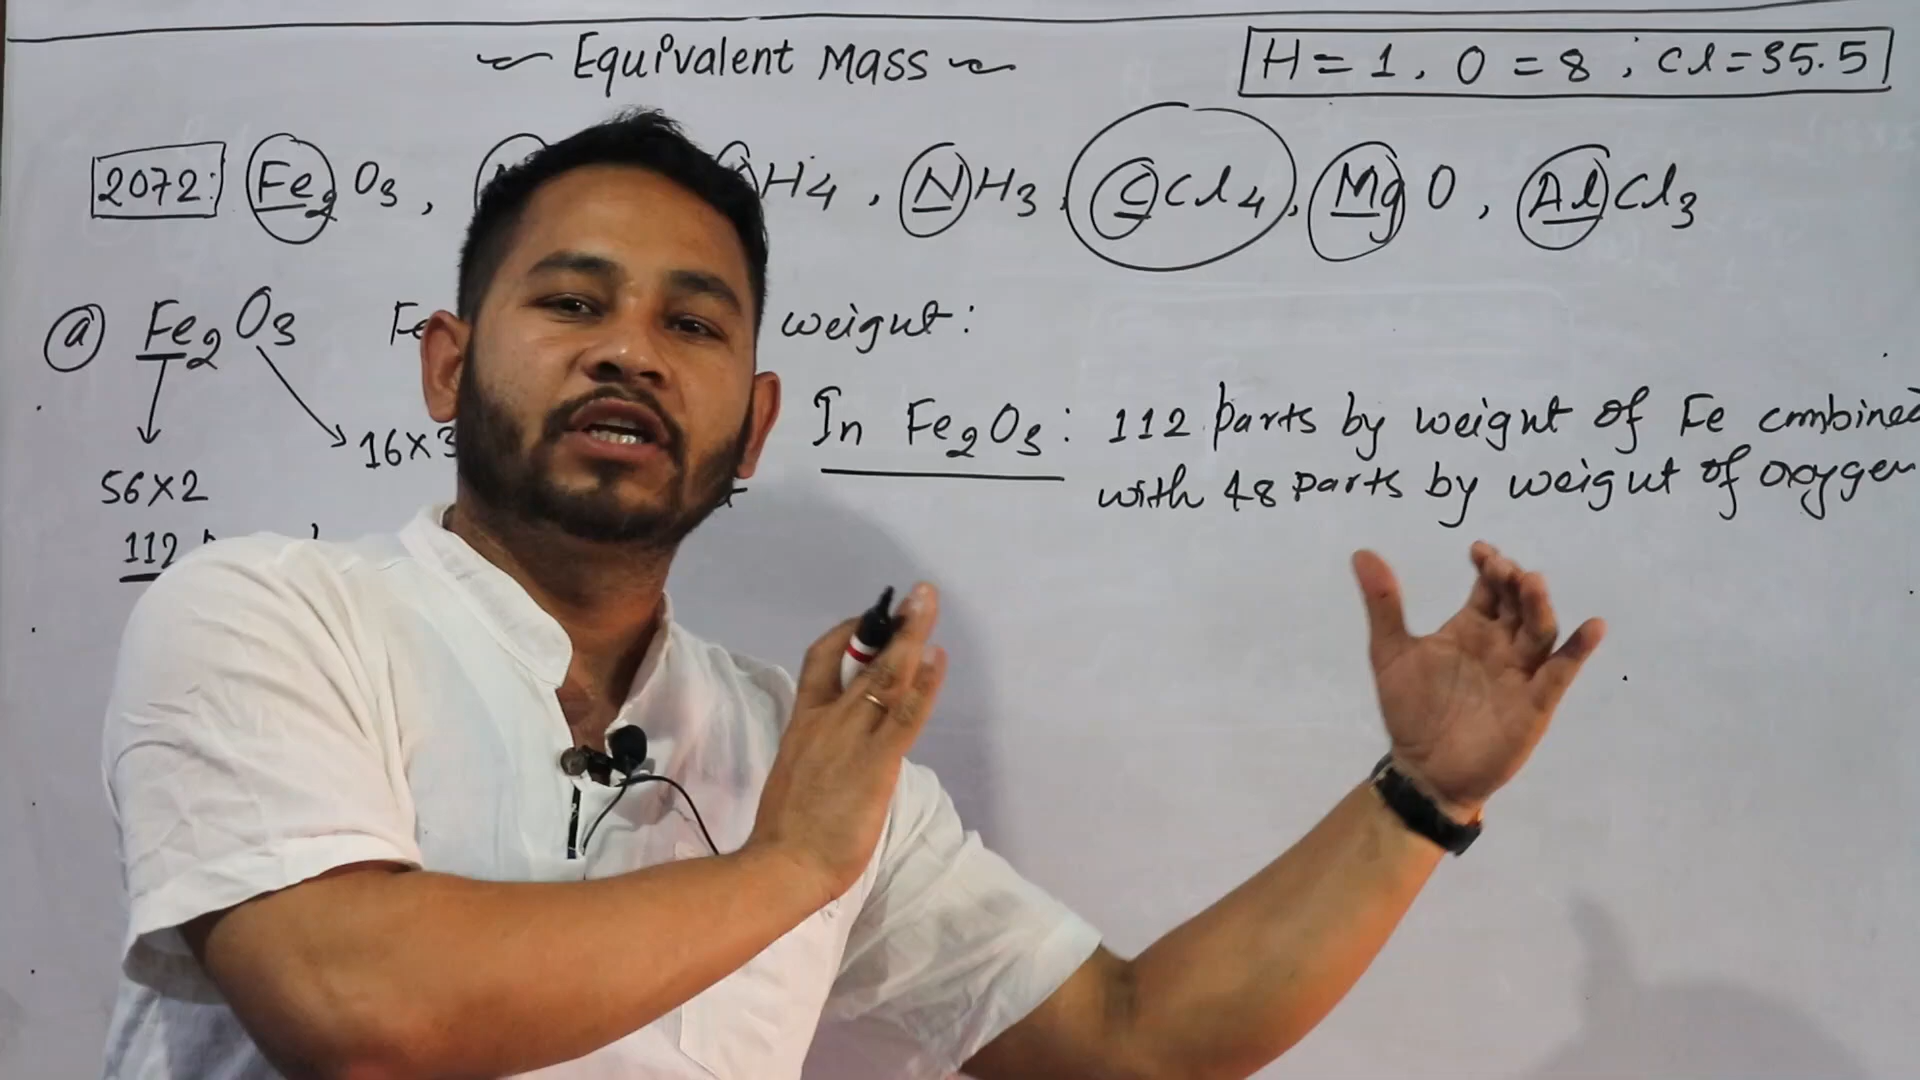 Equivalent Mass
H = 1, O = 8 ; Cl = 35.5
2072: Fe2O3, H4, NH3, CCl4, MgO, AlCl3
(a) Fe2O3 Fe weight:
In Fe2O3: 112 parts by weight of Fe combined
16×3
56×2 with 48 parts by weight of oxygen
112